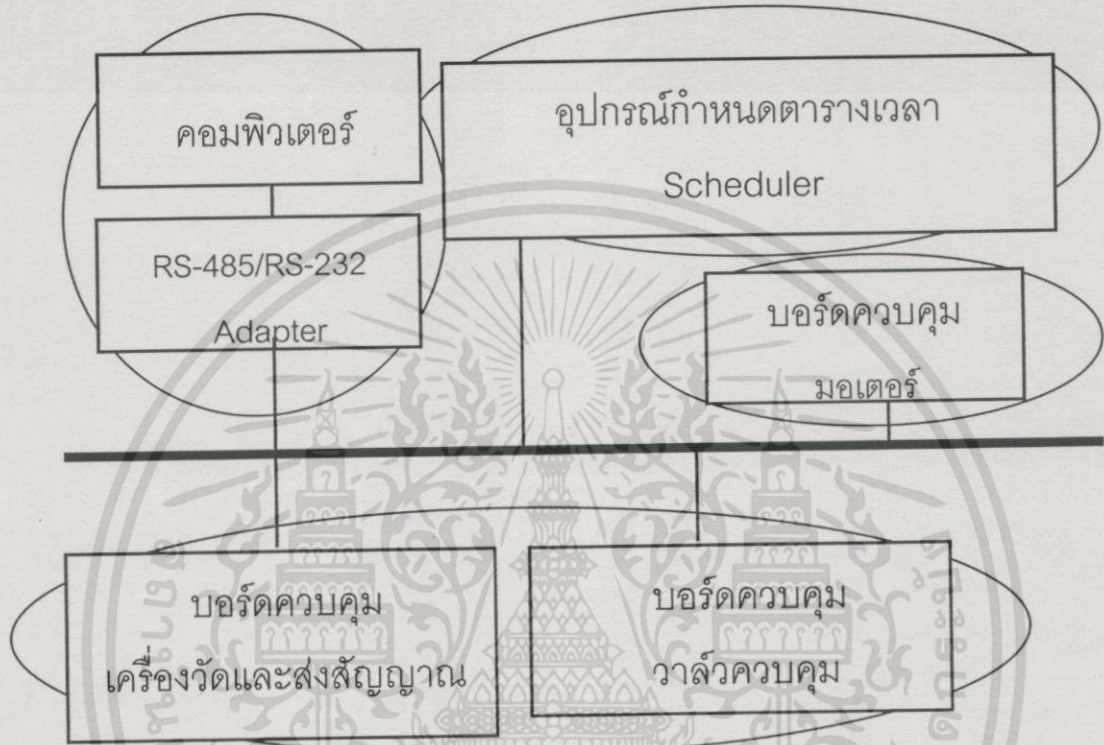 คอมพิวเตอร์
RS-485/RS-232
Adapter
อุปกรณ์กำหนดตารางเวลา
Scheduler
บอร์ดควบคุม
มอเตอร์
บอร์ดควบคุม
เครื่องวัดและส่งสัญญาณ
บอร์ดควบคุม
วาล์วควบคุม